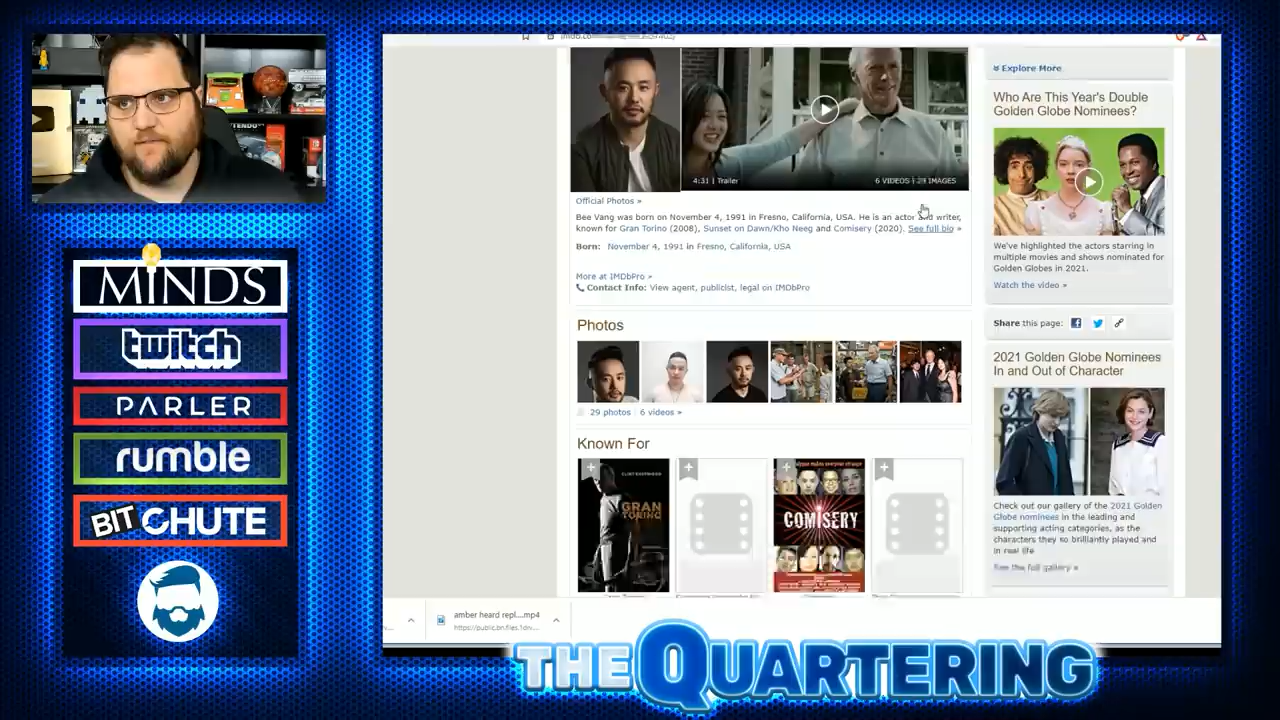 MINDS
twitch
PARLER
rumble
BITCHUTE
4:31 | Trailer
6 VIDEOS | 29 IMAGES
Official Photos »
Bee Vang was born on November 4, 1991 in Fresno, California, USA. He is an actor and writer,
known for Gran Torino (2008), Sunset on Dawn/Kho Neeg and Comisery (2020). See full bio »
Born: November 4, 1991 in Fresno, California, USA
More at IMDbPro »
Contact Info: View agent, publicist, legal on IMDbPro
Photos
29 photos | 6 videos »
Known For
GRAN
TORINO
COMISERY
Explore More
Who Are This Year's Double
Golden Globe Nominees?
We've highlighted the actors starring in
multiple movies and shows nominated for
Golden Globes in 2021.
Watch the video »
Share this page:
2021 Golden Globe Nominees
In and Out of Character
Check out our gallery of the 2021 Golden
Globe nominees in the leading and
supporting acting categories, as the
characters they so brilliantly played and
in real life
See the full gallery »
amber heard repl....mp4
THE QUARTERING